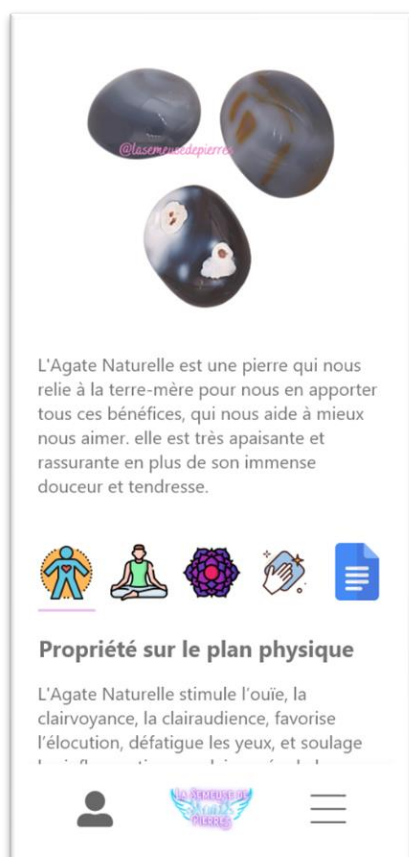 @lasemeusedepierres
L'Agate Naturelle est une pierre qui nous
relie à la terre-mère pour nous en apporter
tous ces bénéfices, qui nous aide à mieux
nous aimer. elle est très apaisante et
rassurante en plus de son immense
douceur et tendresse.
Propriété sur le plan physique
L'Agate Naturelle stimule l'ouïe, la
clairvoyance, la clairaudience, favorise
l'élocution, défatigue les yeux, et soulage
LA SEMEUSE DE
PIERRES